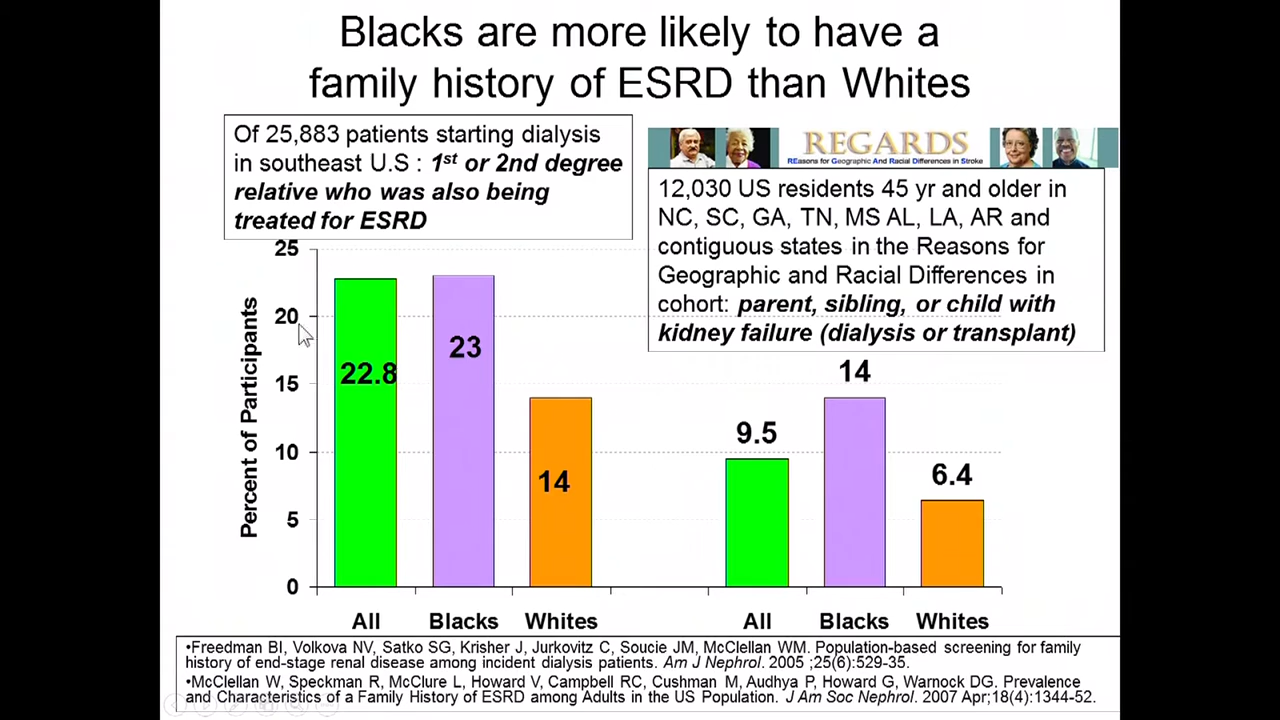 Blacks are more likely to have a
family history of ESRD than Whites
Of 25,883 patients starting dialysis
in southeast U.S : 1st or 2nd degree
relative who was also being
treated for ESRD
REGARDS
REasons for Geographic And Racial Differences in Stroke
12,030 US residents 45 yr and older in
NC, SC, GA, TN, MS AL, LA, AR and
contiguous states in the Reasons for
Geographic and Racial Differences in
cohort: parent, sibling, or child with
kidney failure (dialysis or transplant)
Percent of Participants
25
20
15
10
5
0
22.8
23
14
9.5
14
6.4
All Blacks Whites All Blacks Whites
•Freedman BI, Volkova NV, Satko SG, Krisher J, Jurkovitz C, Soucie JM, McClellan WM. Population-based screening for family
history of end-stage renal disease among incident dialysis patients. Am J Nephrol. 2005 ;25(6):529-35.
•McClellan W, Speckman R, McClure L, Howard V, Campbell RC, Cushman M, Audhya P, Howard G, Warnock DG. Prevalence
and Characteristics of a Family History of ESRD among Adults in the US Population. J Am Soc Nephrol. 2007 Apr;18(4):1344-52.